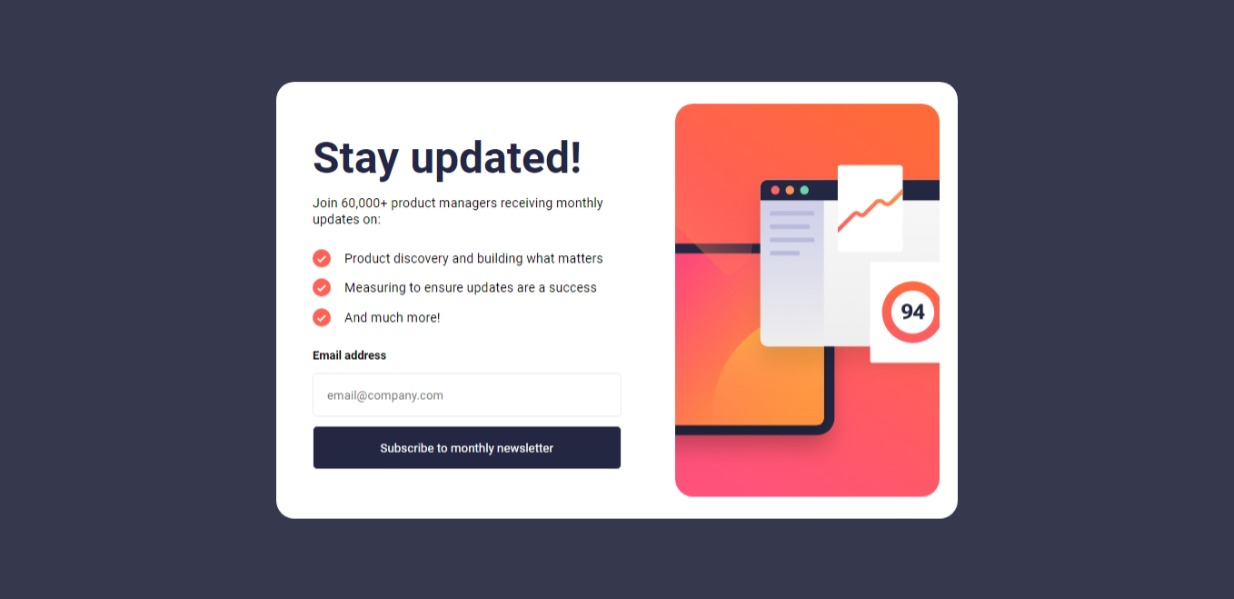 Stay updated!
Join 60,000+ product managers receiving monthly
updates on:
Product discovery and building what matters
Measuring to ensure updates are a success
And much more!
Email address
email@company.com
Subscribe to monthly newsletter
94